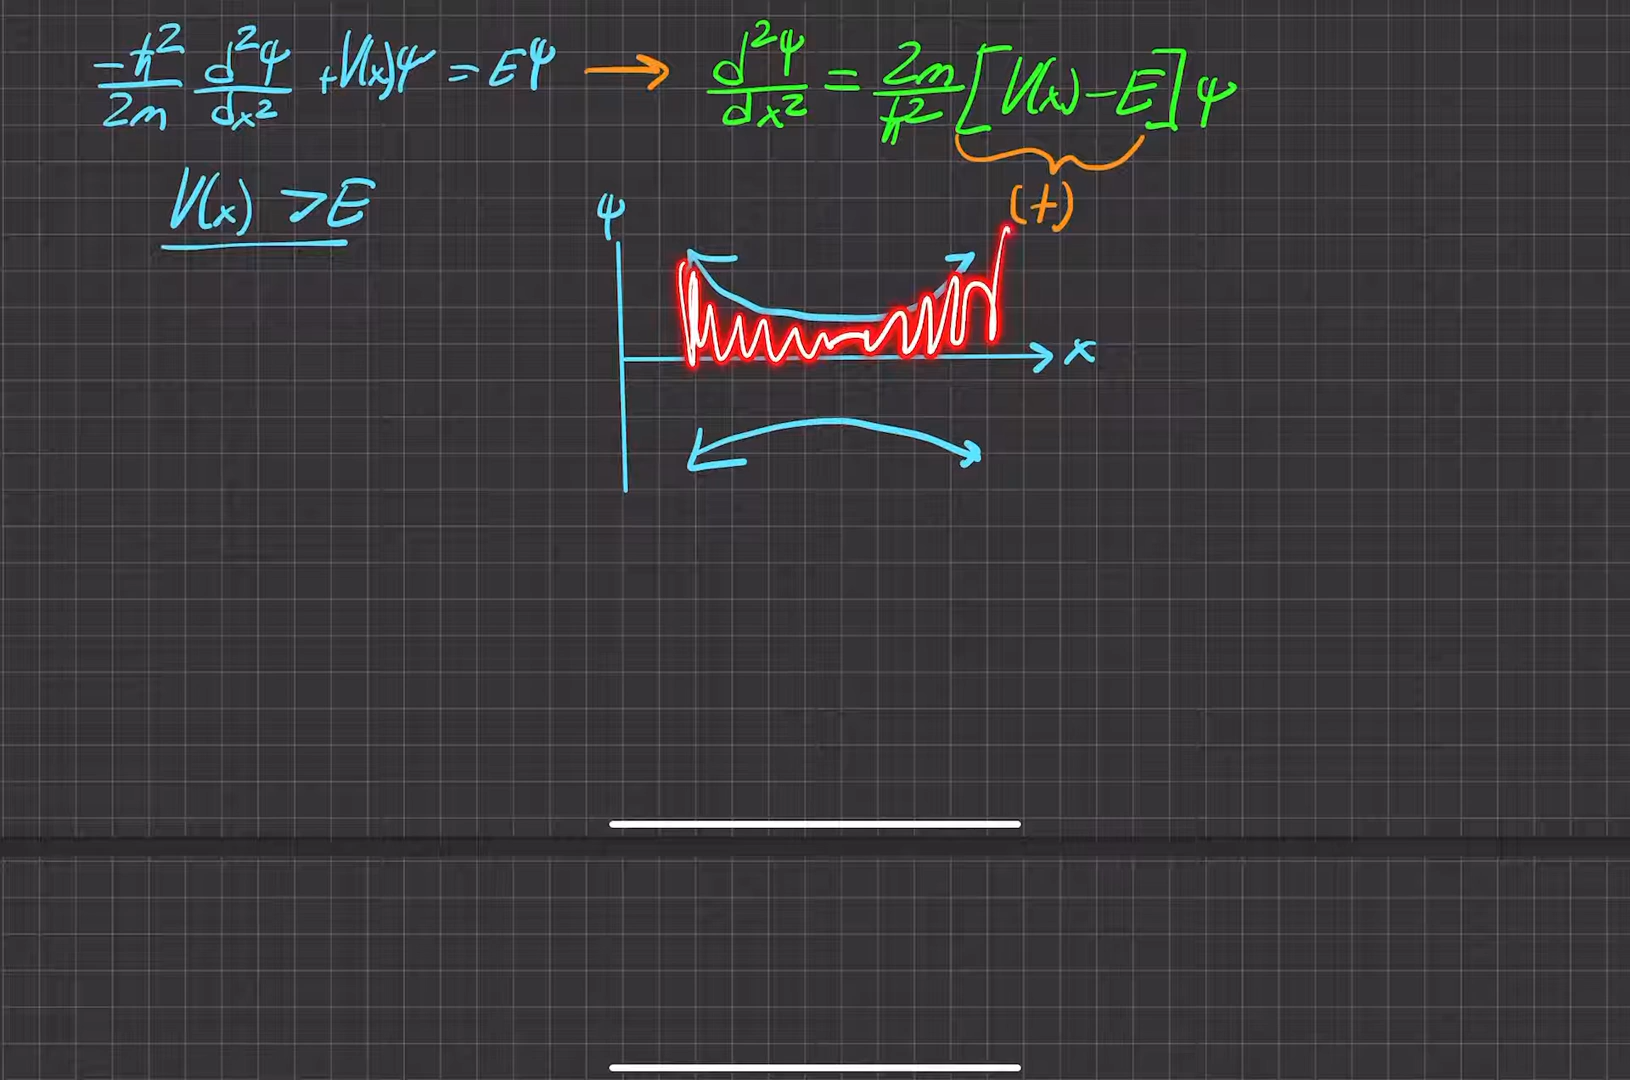 -ħ²/2m d²ψ/dx² + V(x)ψ = Eψ → d²ψ/dx² = 2m/ħ² [V(x) - E] ψ
(+)
V(x) > E
ψ
x